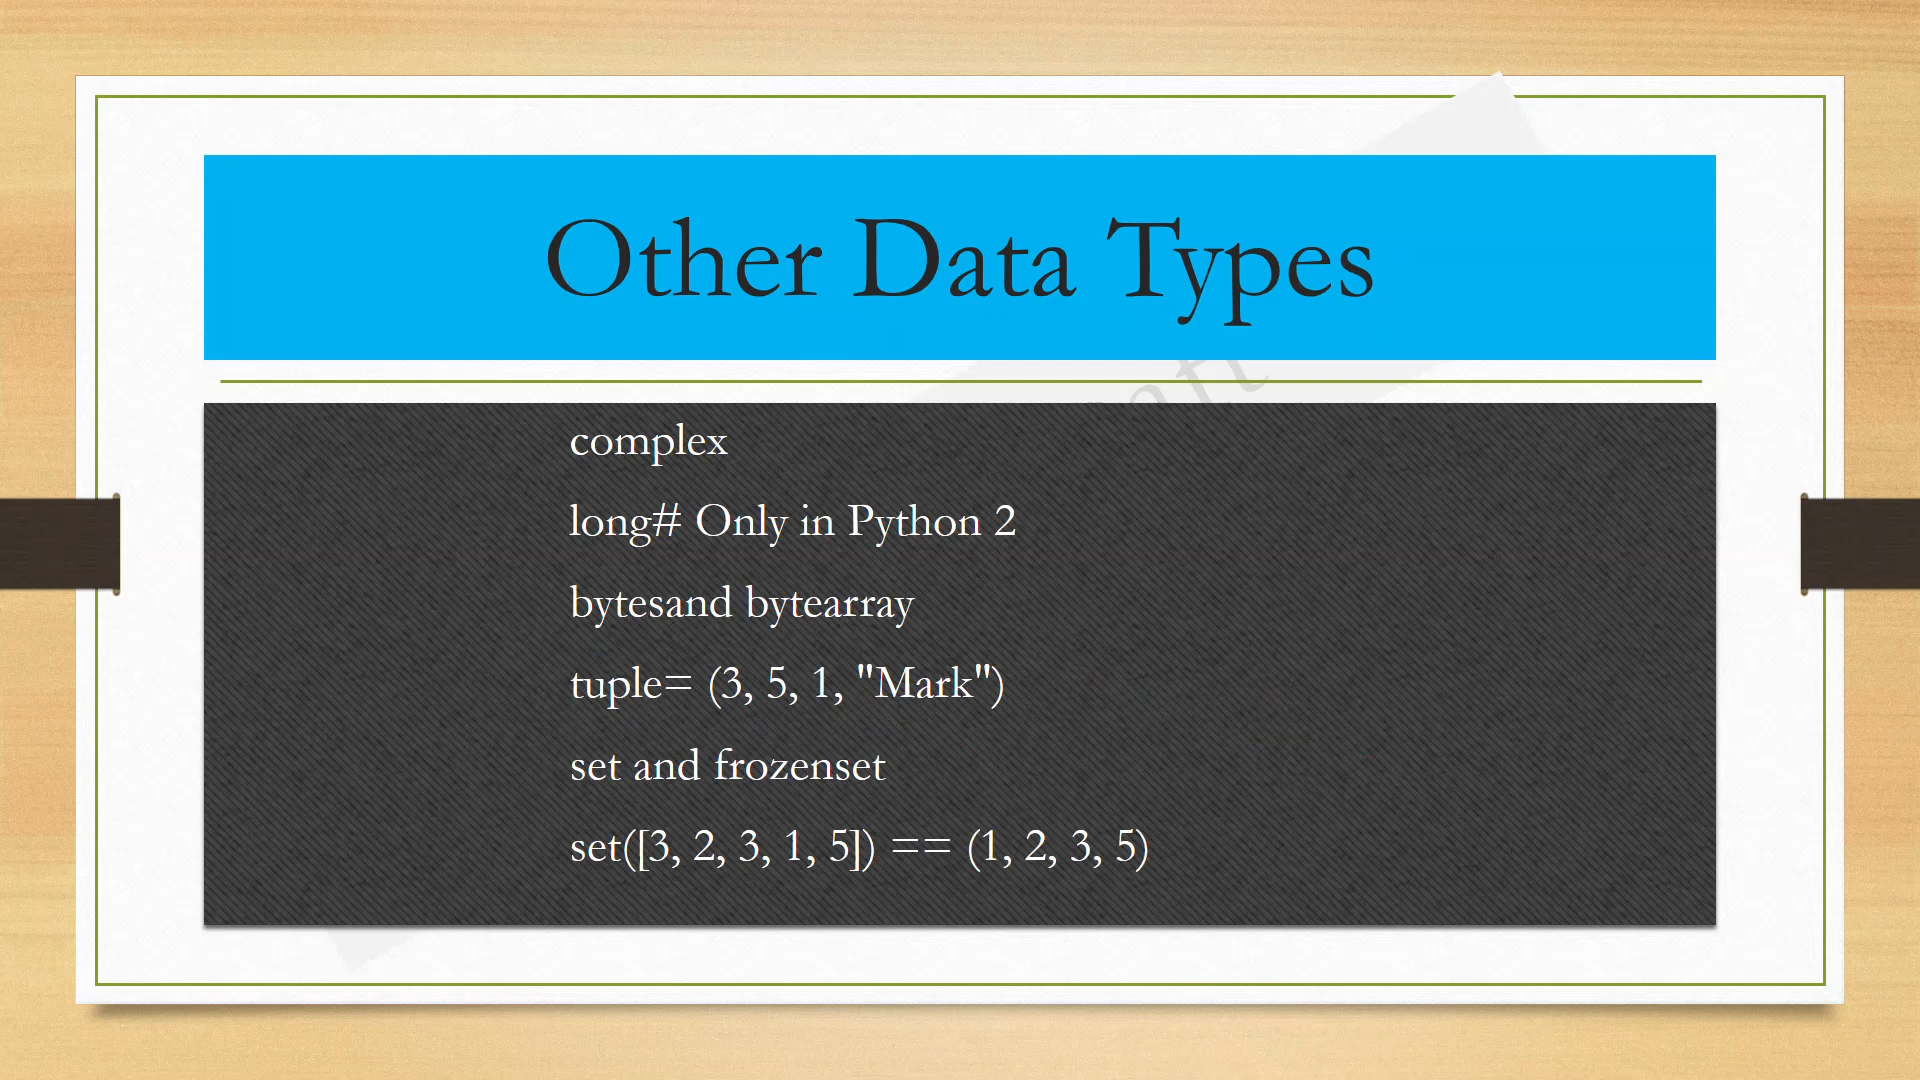 Other Data Types
complex
long# Only in Python 2
bytesand bytearray
tuple= (3, 5, 1, "Mark")
set and frozenset
set([3, 2, 3, 1, 5]) == (1, 2, 3, 5)